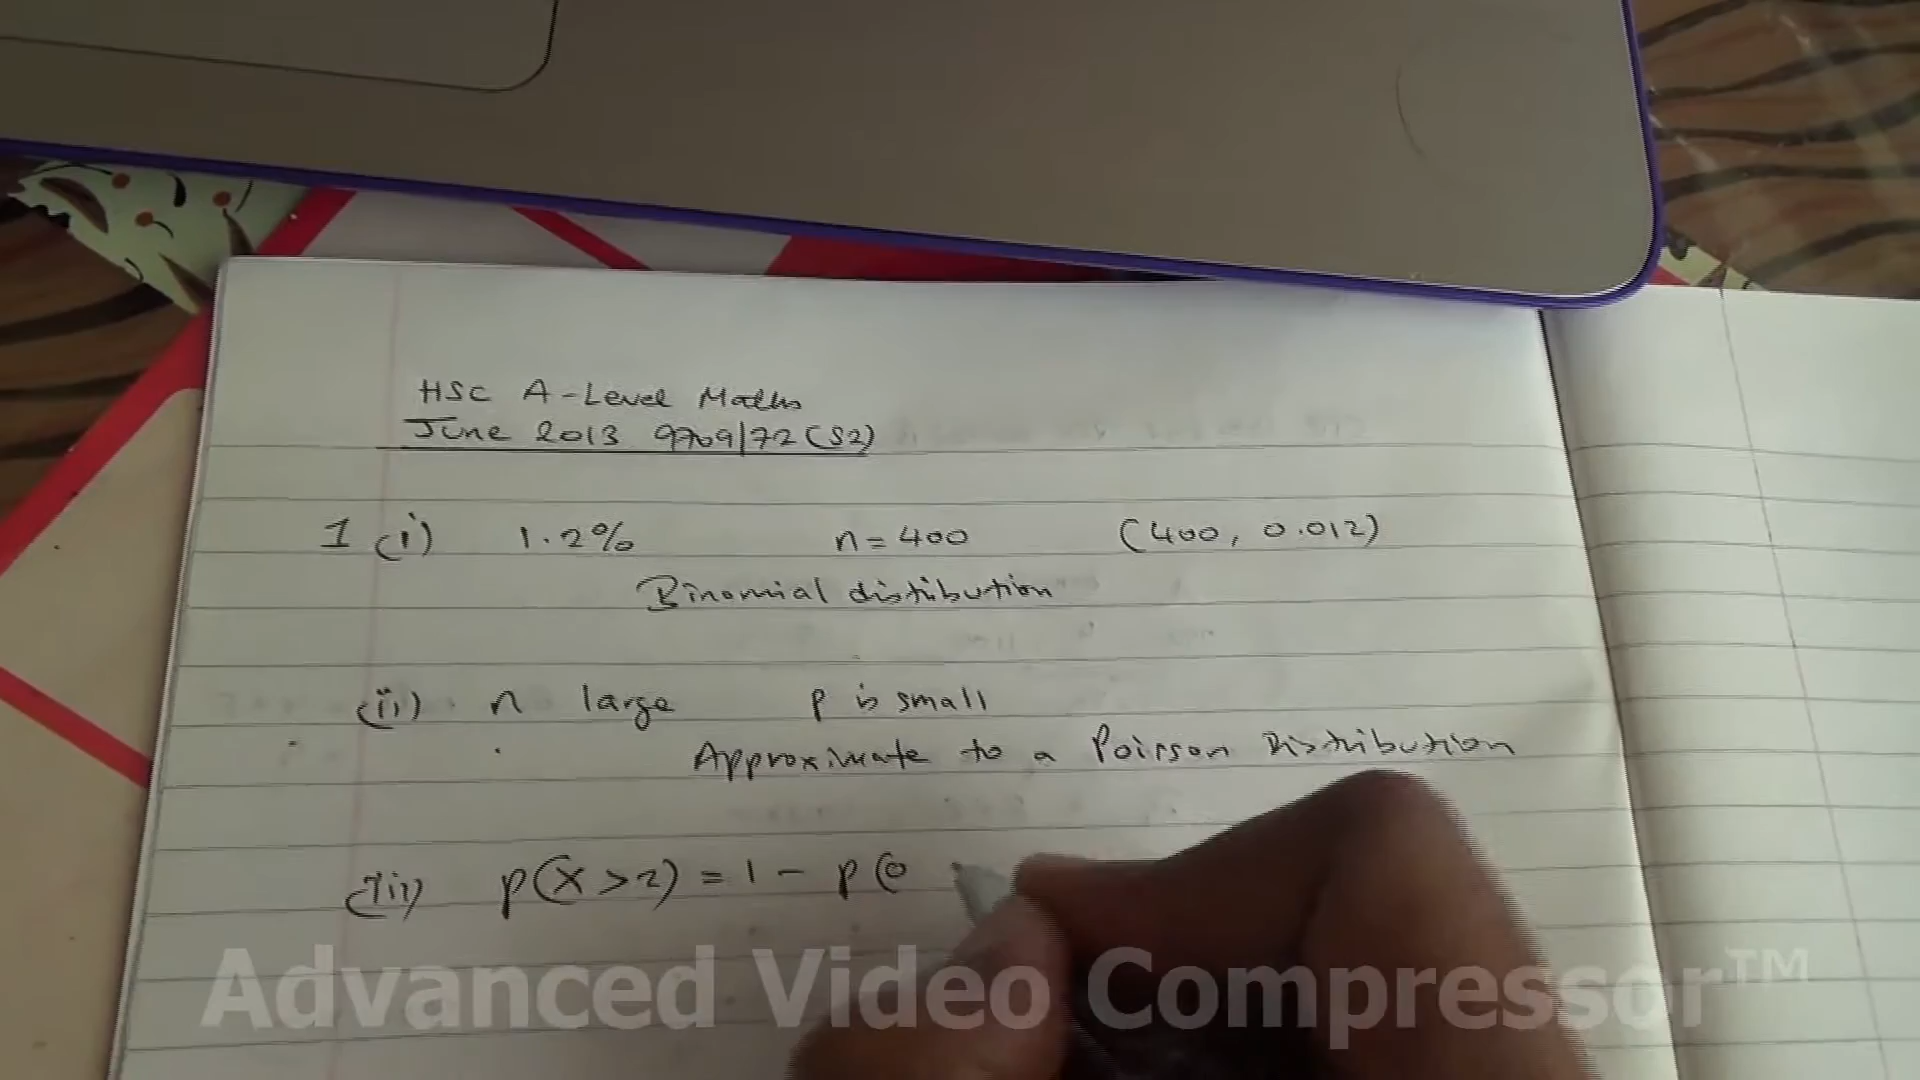 HSC A-Level Maths
June 2013 9709/72 (S2)
1 (i) 1.2% n = 400 (400, 0.012)
Binomial distribution
(ii) n large p is small
Approximate to a Poisson Distribution
(iii) p(X > 2) = 1 - p(0
Advanced Video Compressor™